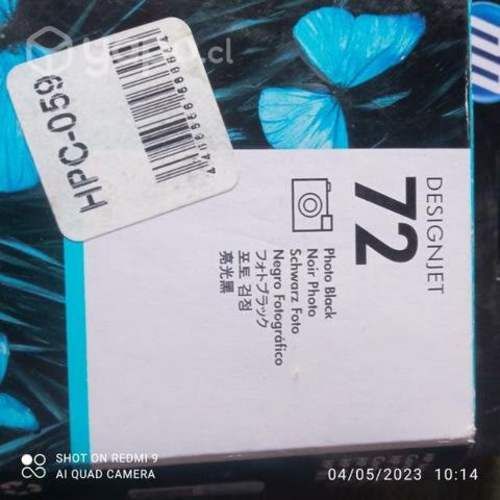 yapo.cl
HPC-059
DESIGNJET
72
Photo Black
Noir Photo
Schwarz Foto
Negro Fotográfico
フォトブラック
포토 검정
亮光黑
SHOT ON REDMI 9
AI QUAD CAMERA
04/05/2023 10:14